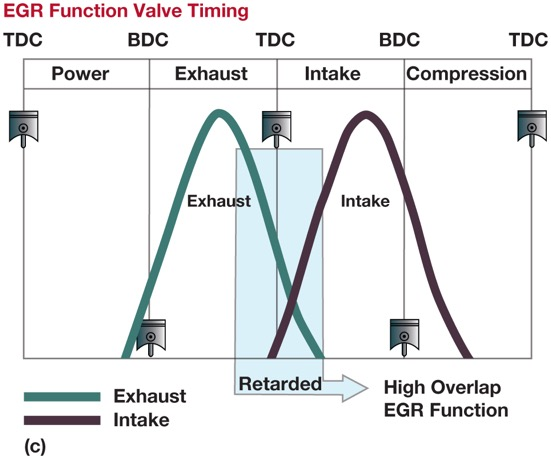 EGR Function Valve Timing
TDC BDC TDC BDC TDC
Power Exhaust Intake Compression
Exhaust Intake
Retarded
High Overlap
EGR Function
Exhaust
Intake
(c)